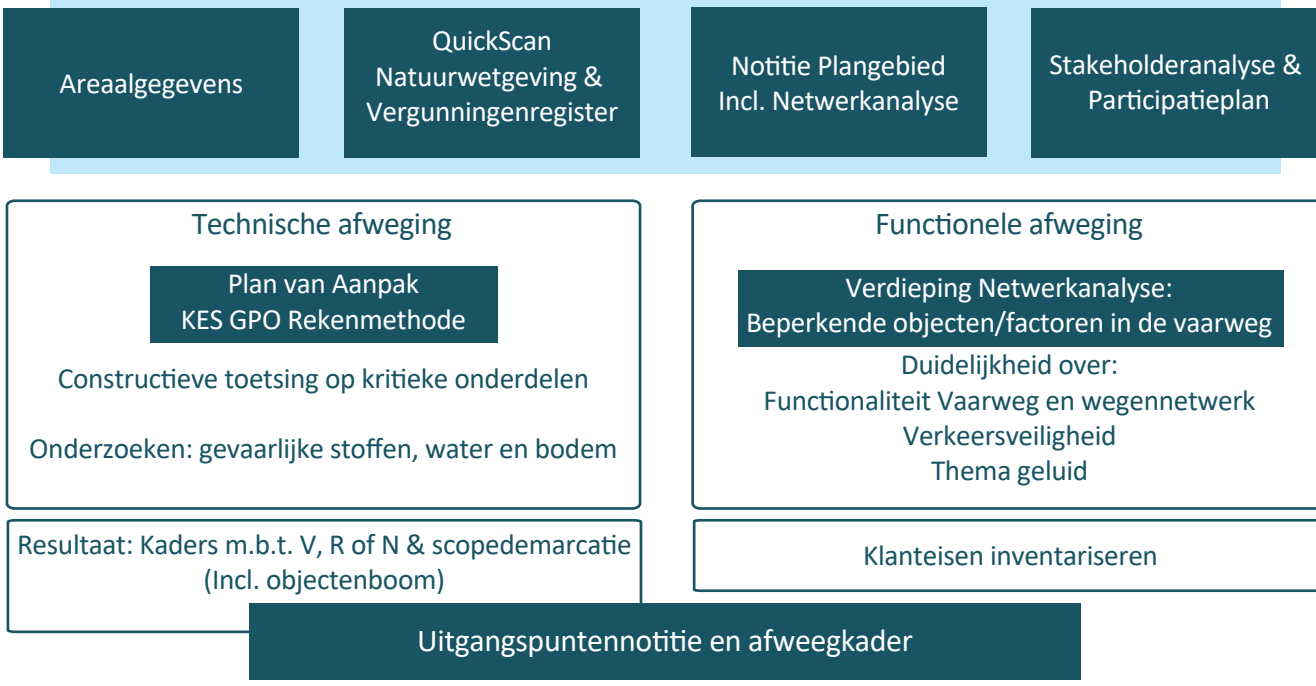 Areaalgegevens
QuickScan
Natuurwetgeving &
Vergunningenregister
Notitie Plangebied
Incl. Netwerkanalyse
Stakeholderanalyse &
Participatieplan
Technische afweging
Plan van Aanpak
KES GPO Rekenmethode
Constructieve toetsing op kritieke onderdelen
Onderzoeken: gevaarlijke stoffen, water en bodem
Resultaat: Kaders m.b.t. V, R of N & scopedemarcatie
(Incl. objectenboom)
Functionele afweging
Verdieping Netwerkanalyse:
Beperkende objecten/factoren in de vaarweg
Duidelijkheid over:
Functionaliteit Vaarweg en wegennetwerk
Verkeersveiligheid
Thema geluid
Klanteisen inventariseren
Uitgangspuntennotitie en afweegkader